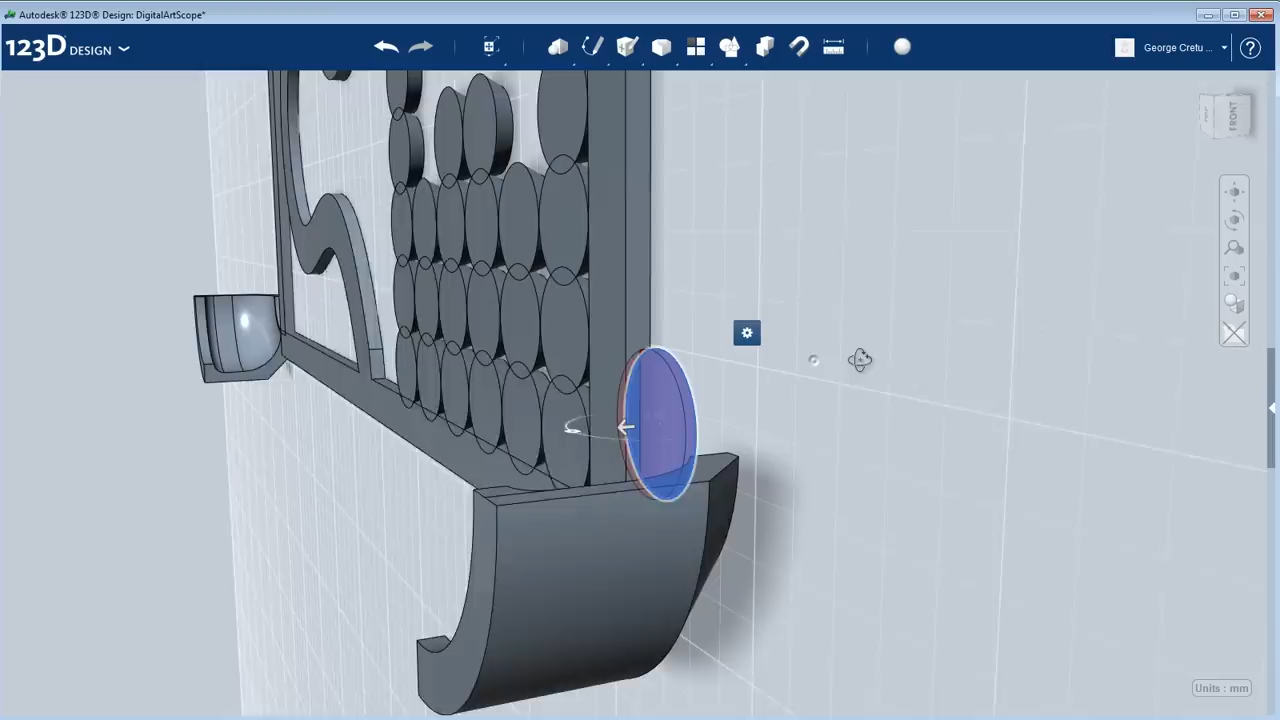 Autodesk® 123D® Design: DigitalArtScope*
123D DESIGN
George Cretu ...
FRONT
Units : mm